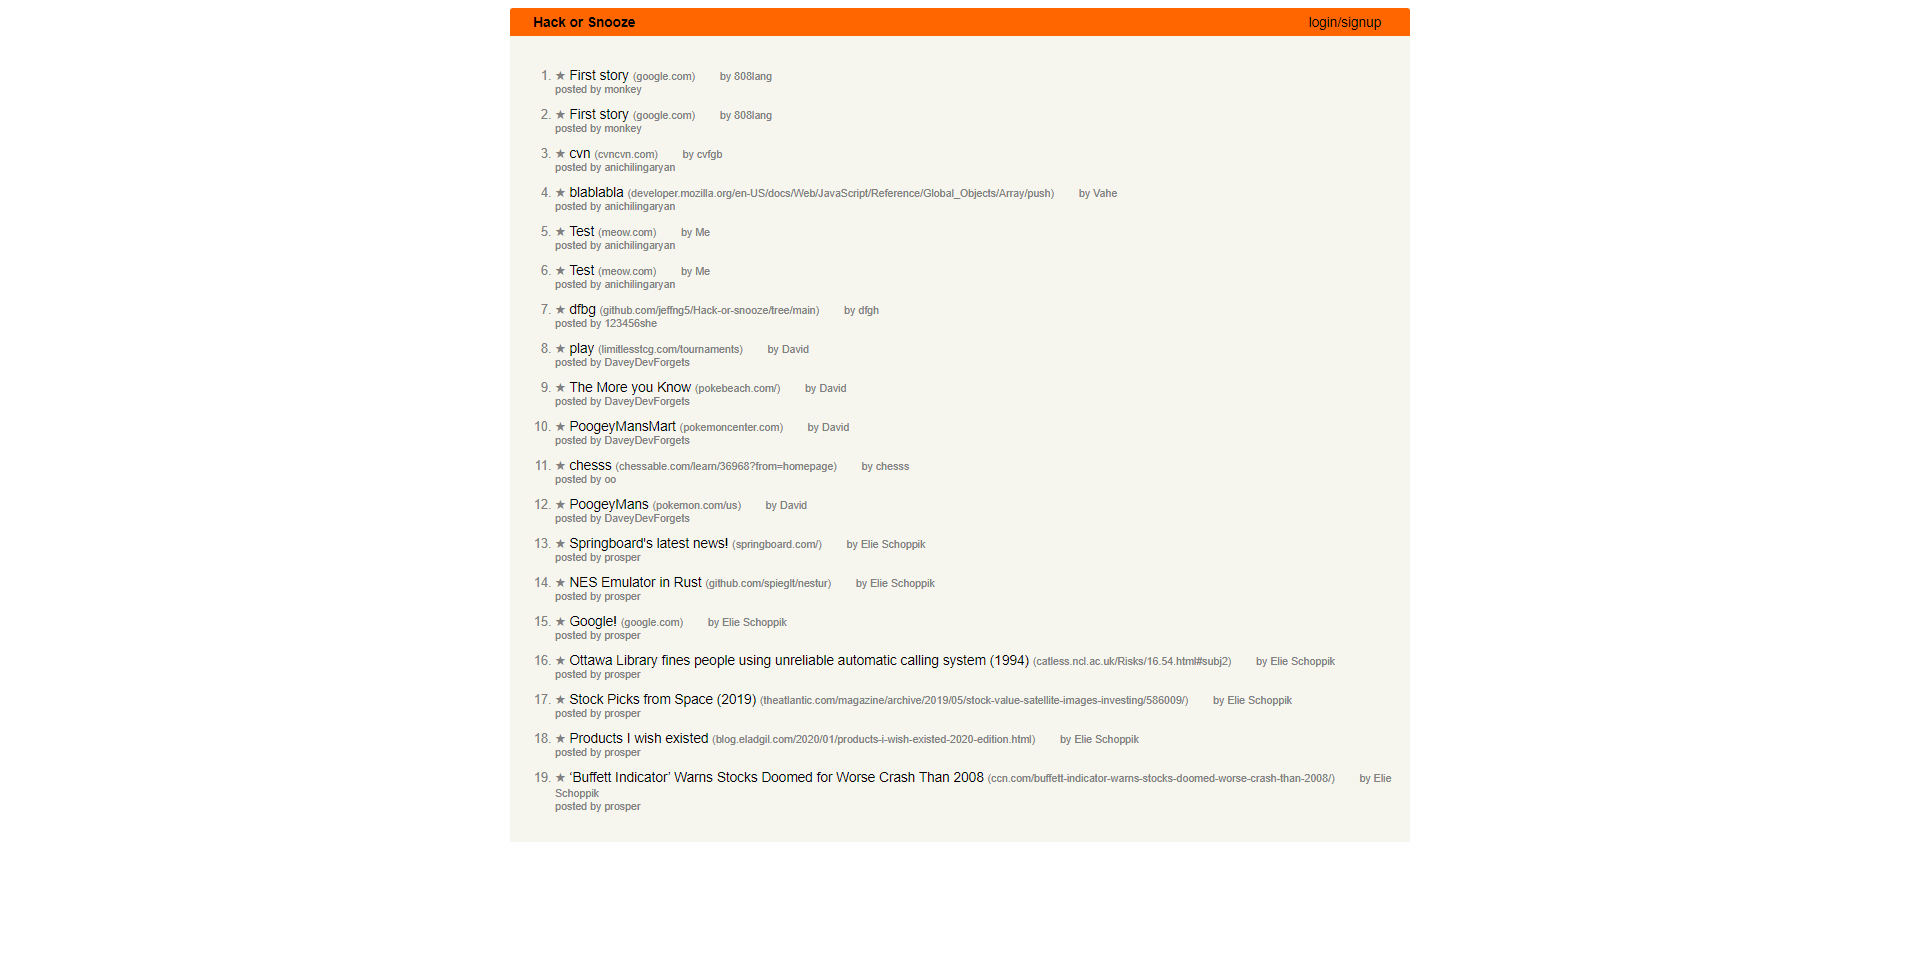 Hack or Snooze login/signup
1. ★ First story (google.com) by 808lang
posted by monkey
2. ★ First story (google.com) by 808lang
posted by monkey
3. ★ cvn (cvncvn.com) by cvfgb
posted by anichilingaryan
4. ★ blablabla (developer.mozilla.org/en-US/docs/Web/JavaScript/Reference/Global_Objects/Array/push) by Vahe
posted by anichilingaryan
5. ★ Test (meow.com) by Me
posted by anichilingaryan
6. ★ Test (meow.com) by Me
posted by anichilingaryan
7. ★ dfbg (github.com/jeffng5/Hack-or-snooze/tree/main) by dfgh
posted by 123456she
8. ★ play (limitlesstcg.com/tournaments) by David
posted by DaveyDevForgets
9. ★ The More you Know (pokebeach.com/) by David
posted by DaveyDevForgets
10. ★ PoogeyMansMart (pokemoncenter.com) by David
posted by DaveyDevForgets
11. ★ chesss (chessable.com/learn/36968?from=homepage) by chesss
posted by oo
12. ★ PoogeyMans (pokemon.com/us) by David
posted by DaveyDevForgets
13. ★ Springboard's latest news! (springboard.com/) by Elie Schoppik
posted by prosper
14. ★ NES Emulator in Rust (github.com/spieglt/nestur) by Elie Schoppik
posted by prosper
15. ★ Google! (google.com) by Elie Schoppik
posted by prosper
16. ★ Ottawa Library fines people using unreliable automatic calling system (1994) (catless.ncl.ac.uk/Risks/16.54.html#subj2) by Elie Schoppik
posted by prosper
17. ★ Stock Picks from Space (2019) (theatlantic.com/magazine/archive/2019/05/stock-value-satellite-images-investing/586009/) by Elie Schoppik
posted by prosper
18. ★ Products I wish existed (blog.eladgil.com/2020/01/products-i-wish-existed-2020-edition.html) by Elie Schoppik
posted by prosper
19. ★ ‘Buffett Indicator’ Warns Stocks Doomed for Worse Crash Than 2008 (ccn.com/buffett-indicator-warns-stocks-doomed-worse-crash-than-2008/) by Elie
Schoppik
posted by prosper